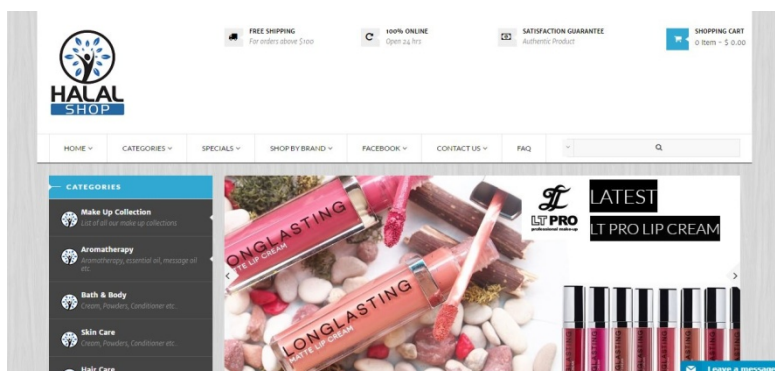 HALAL
SHOP
FREE SHIPPING
For orders above $100
100% ONLINE
Open 24 hrs
SATISFACTION GUARANTEE
Authentic Product
SHOPPING CART
0 Item - $ 0.00
HOME
CATEGORIES
SPECIALS
SHOP BY BRAND
FACEBOOK
CONTACT US
FAQ
CATEGORIES
Make Up Collection
List of all our make up collections
Aromatherapy
Aromatherapy, essential oil, message oil
etc.
Bath & Body
Cream, Powders, Conditioner etc.
Skin Care
Cream, Powders, Conditioner etc.
Hair Care
LONGLASTING
MATTE LIP CREAM
LONGLASTING
MATTE LIP CREAM
LT PRO
professional make-up
LATEST
LT PRO LIP CREAM
Leave a message